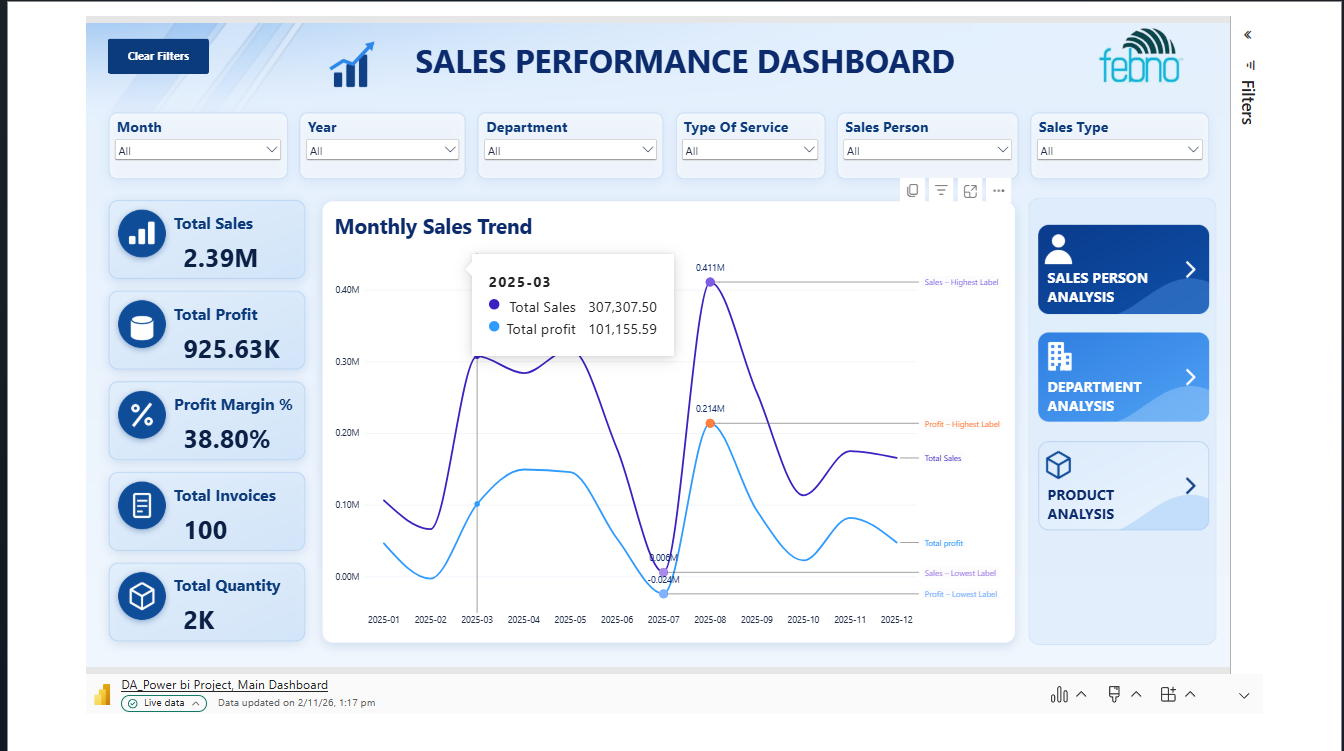 Clear Filters
SALES PERFORMANCE DASHBOARD
febno
Filters
Month
All
Year
All
Department
All
Type Of Service
All
Sales Person
All
Sales Type
All
Total Sales
2.39M
Total Profit
925.63K
Profit Margin %
38.80%
Total Invoices
100
Total Quantity
2K
Monthly Sales Trend
2025-03
Total Sales 307,307.50
Total profit 101,155.59
0.40M
0.30M
0.20M
0.10M
0.00M
0.411M
0.214M
0.006M
-0.024M
Sales – Highest Label
Profit – Highest Label
Total Sales
Total profit
Sales – Lowest Label
Profit – Lowest Label
2025-01 2025-02 2025-03 2025-04 2025-05 2025-06 2025-07 2025-08 2025-09 2025-10 2025-11 2025-12
SALES PERSON
ANALYSIS
DEPARTMENT
ANALYSIS
PRODUCT
ANALYSIS
DA_Power bi Project, Main Dashboard
Live data
Data updated on 2/11/26, 1:17 pm